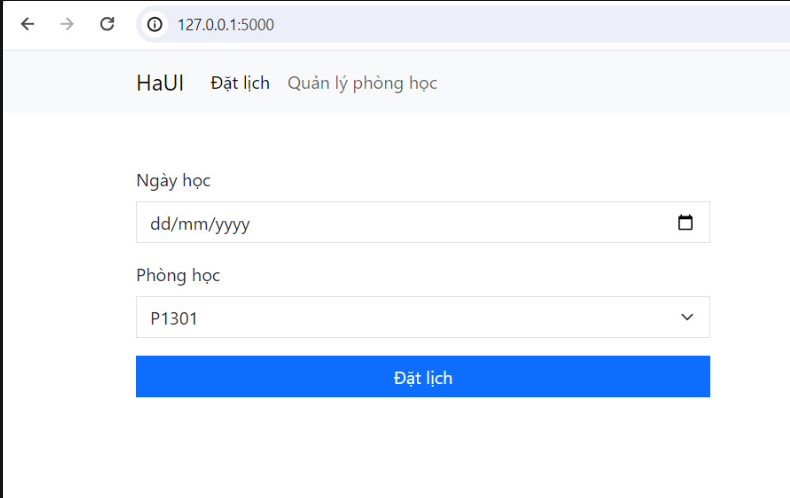 127.0.0.1:5000
HaUI Đặt lịch Quản lý phòng học
Ngày học
dd/mm/yyyy
Phòng học
P1301
Đặt lịch